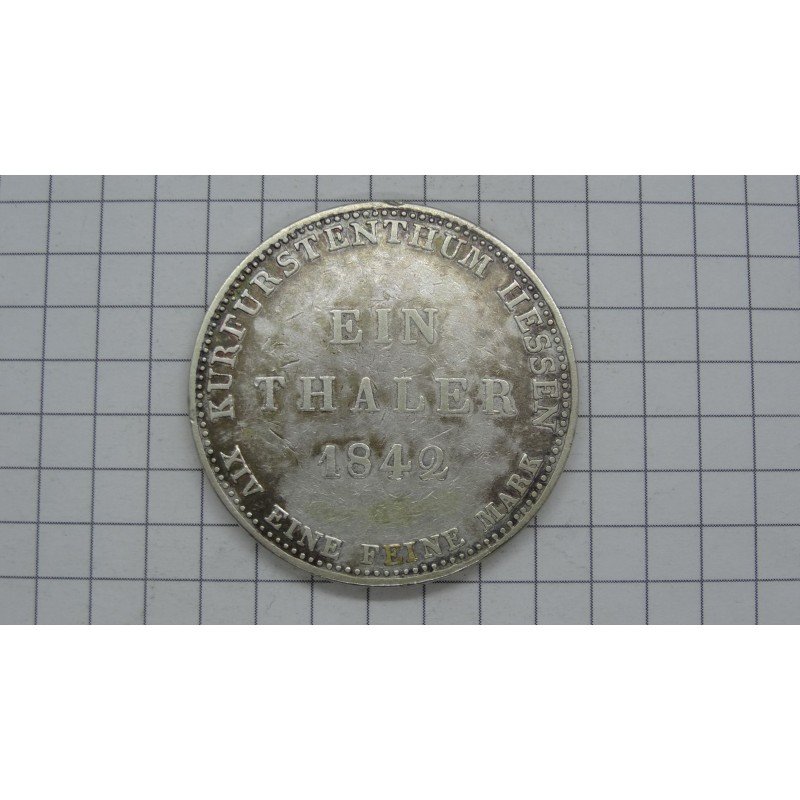 KURFURSTENTHUM HESSEN
EIN
THALER
1842
XIV EINE FEINE MARK